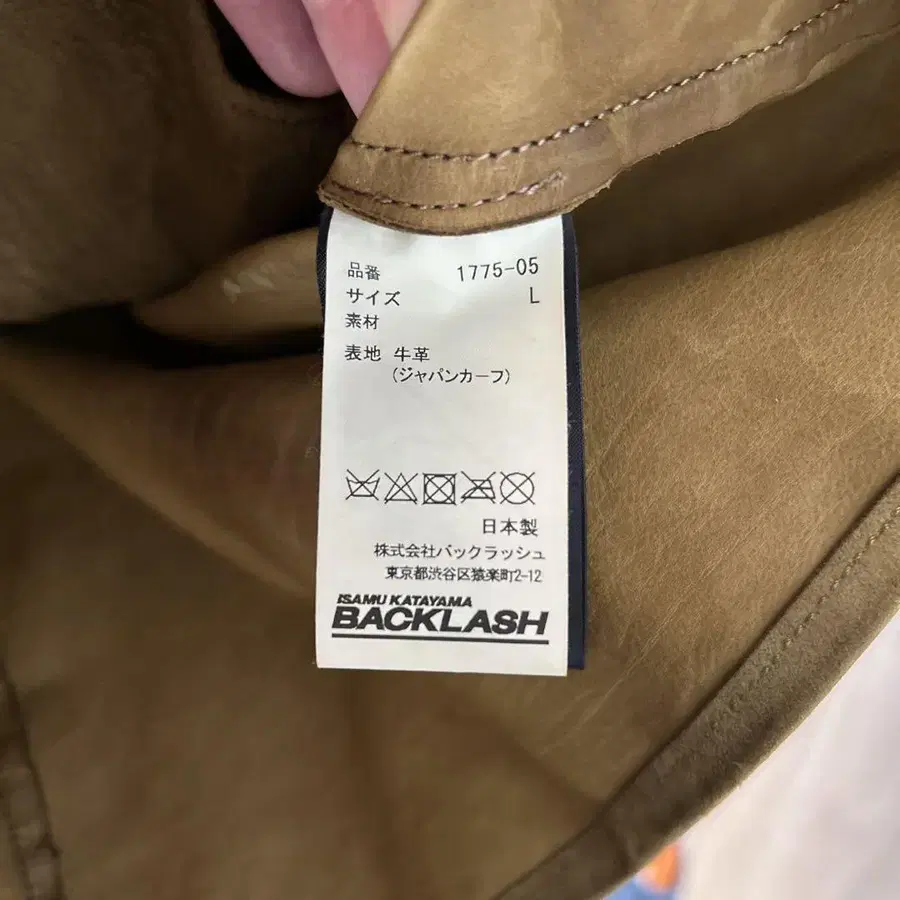 品番 1775-05
サイズ L
素材
表地 牛革
(ジャパンカーフ)
日本製
株式会社バックラッシュ
東京都渋谷区猿楽町2-12
ISAMU KATAYAMA
BACKLASH